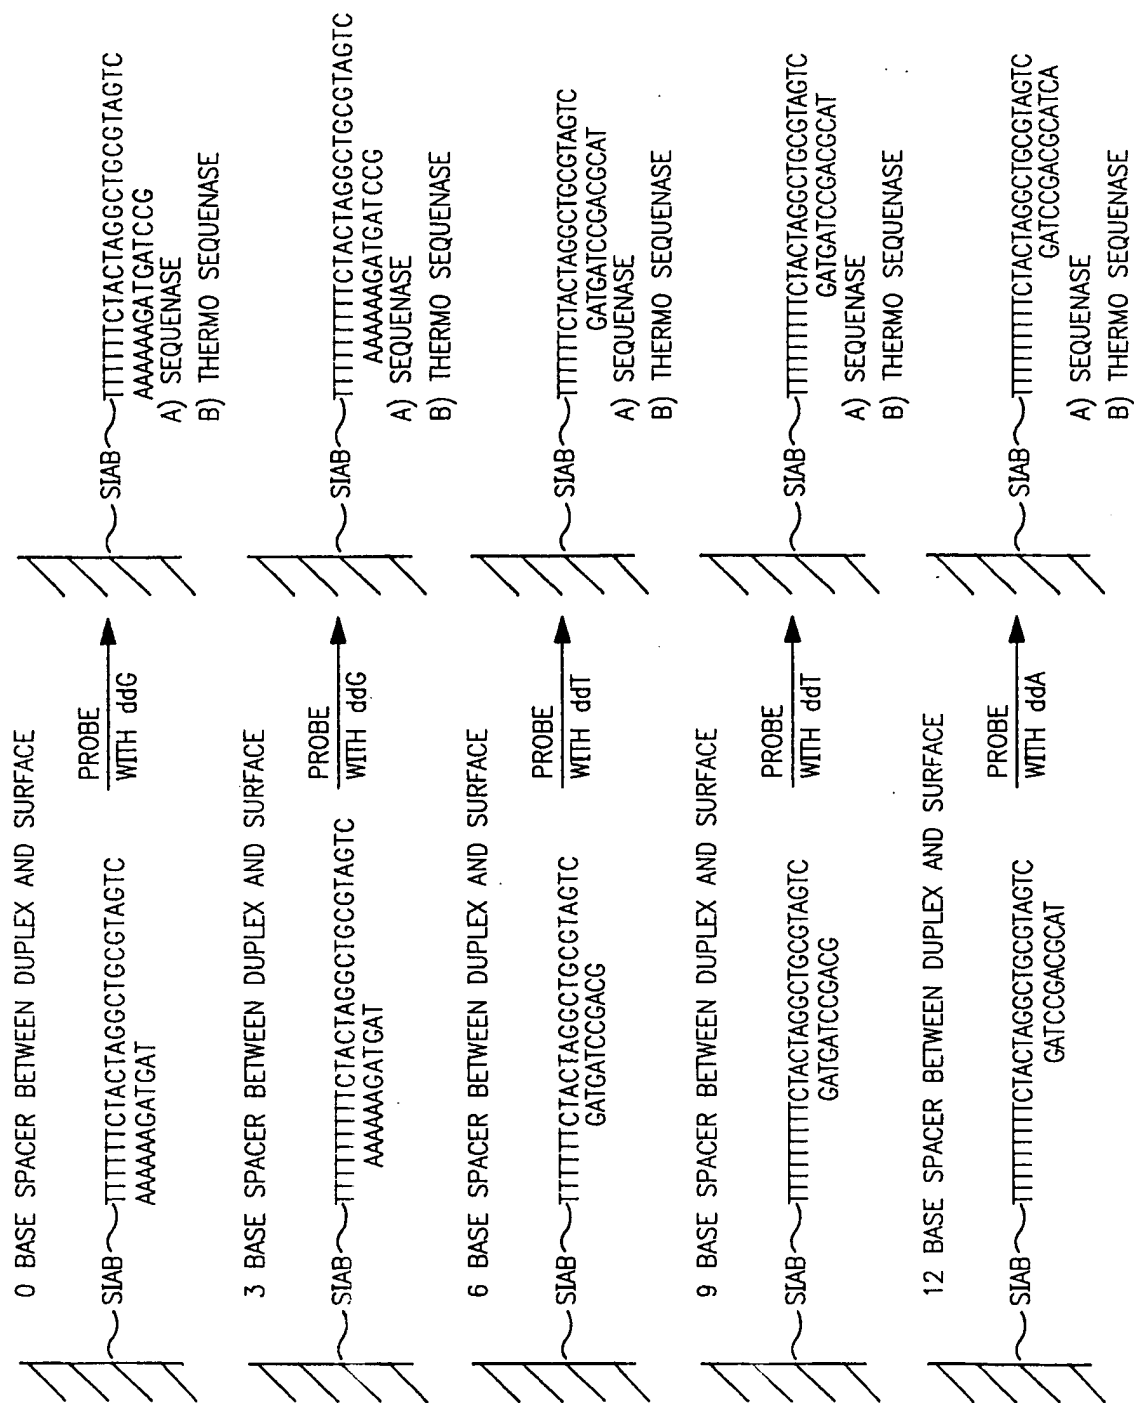 0 BASE SPACER BETWEEN DUPLEX AND SURFACE
SIAB
TTTTTTCTACTAGGCTGCGTAGTC
AAAAAAGATGAT
PROBE
WITH ddG
SIAB
TTTTTTCTACTAGGCTGCGTAGTC
AAAAAAGATGATCCG
A) SEQUENASE
B) THERMO SEQUENASE
3 BASE SPACER BETWEEN DUPLEX AND SURFACE
SIAB
TTTTTTTTTCTACTAGGCTGCGTAGTC
AAAAAAGATGAT
PROBE
WITH ddG
SIAB
TTTTTTTTTCTACTAGGCTGCGTAGTC
AAAAAAGATGATCCG
A) SEQUENASE
B) THERMO SEQUENASE
6 BASE SPACER BETWEEN DUPLEX AND SURFACE
SIAB
TTTTTTCTACTAGGCTGCGTAGTC
GATGATCCGACG
PROBE
WITH ddT
SIAB
TTTTTTCTACTAGGCTGCGTAGTC
GATGATCCGACGCAT
A) SEQUENASE
B) THERMO SEQUENASE
9 BASE SPACER BETWEEN DUPLEX AND SURFACE
SIAB
TTTTTTTTTCTACTAGGCTGCGTAGTC
GATGATCCGACG
PROBE
WITH ddT
SIAB
TTTTTTTTTCTACTAGGCTGCGTAGTC
GATGATCCGACGCAT
A) SEQUENASE
B) THERMO SEQUENASE
12 BASE SPACER BETWEEN DUPLEX AND SURFACE
SIAB
TTTTTTTTTCTACTAGGCTGCGTAGTC
GATCCGACGCAT
PROBE
WITH ddA
SIAB
TTTTTTTTTCTACTAGGCTGCGTAGTC
GATCCGACGCATCA
A) SEQUENASE
B) THERMO SEQUENASE